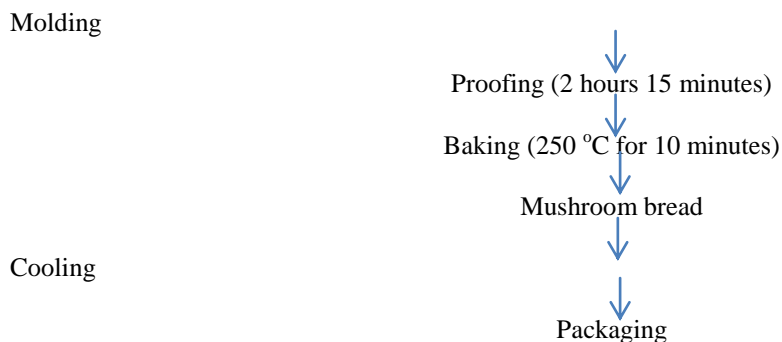 Molding
Proofing (2 hours 15 minutes)
Baking (250 °C for 10 minutes)
Mushroom bread
Cooling
Packaging